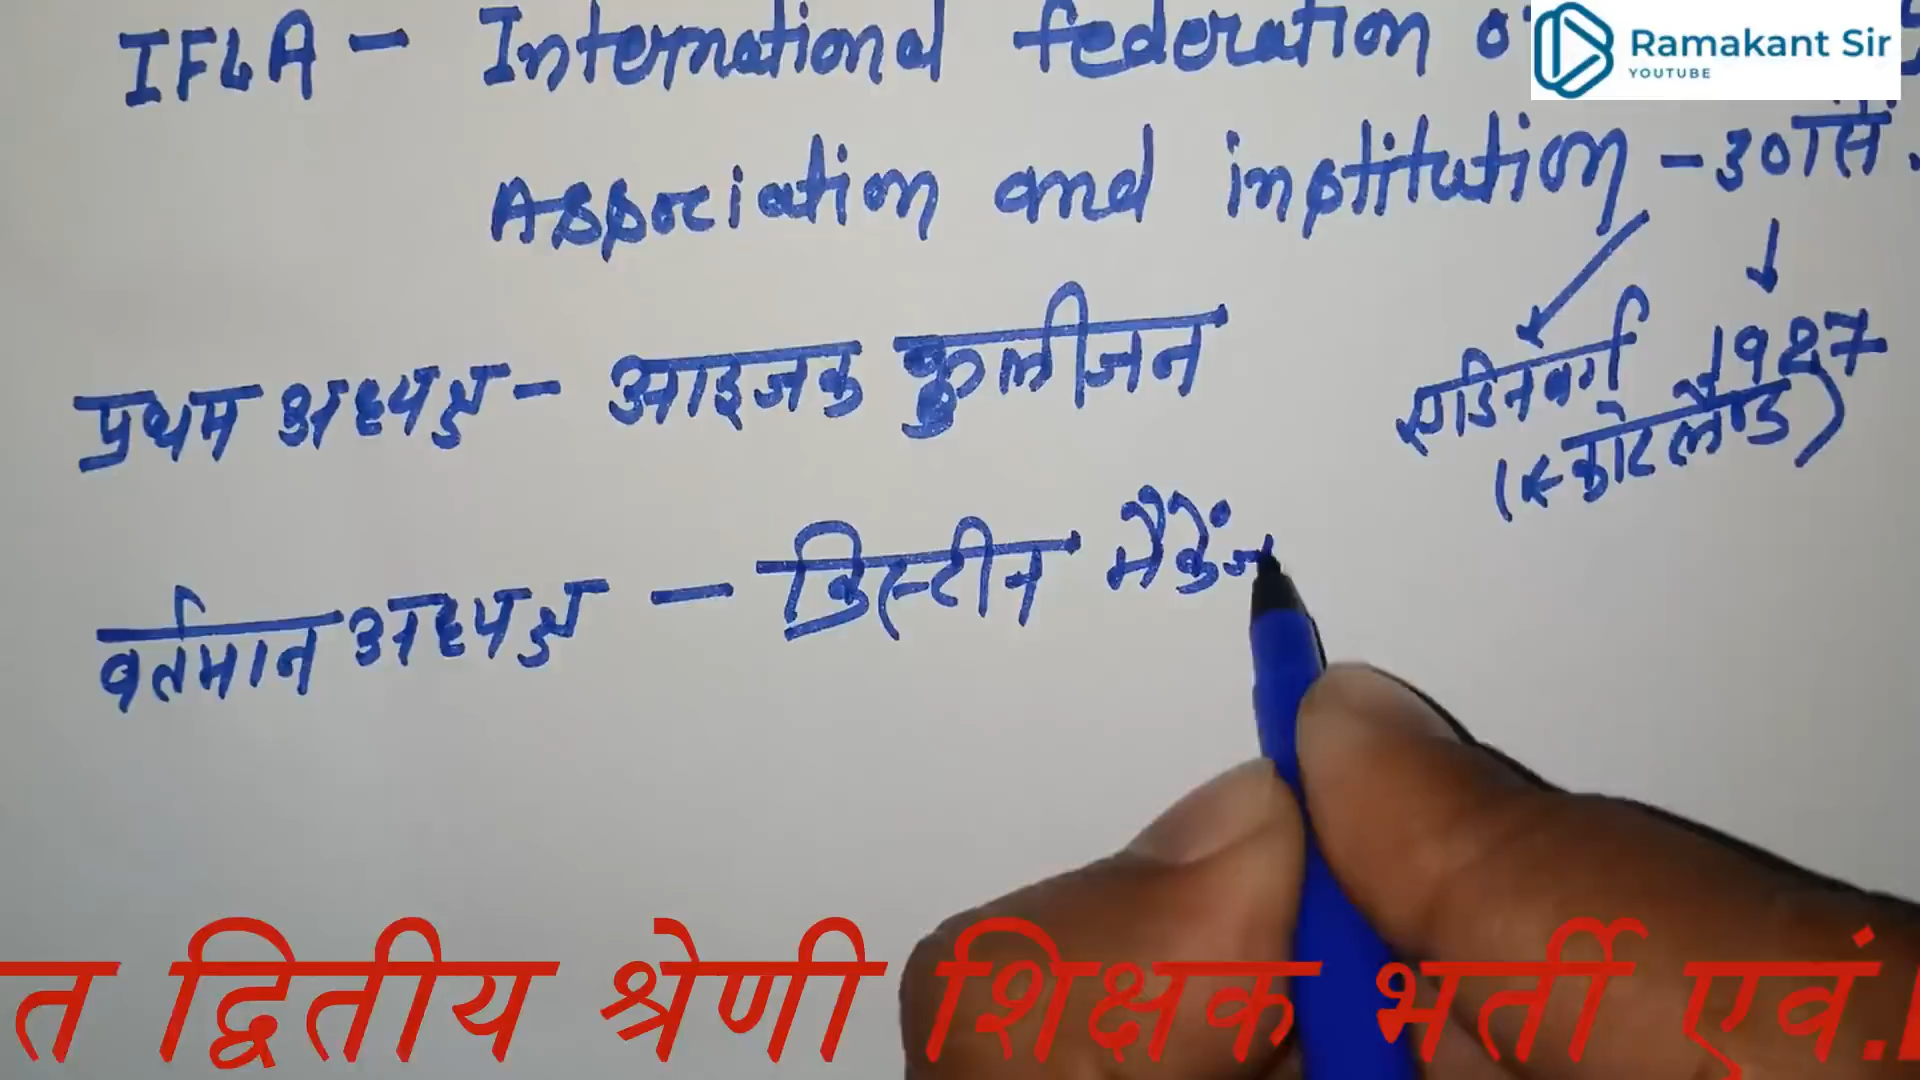 IFLA - International federation o
Ramakant Sir
YOUTUBE
Association and institution - 30 सित.
प्रथम अध्यक्ष - आइजक कुलीजन
एडिनबर्ग 1927
(स्कोटलैण्ड)
वर्तमान अध्यक्ष - क्रिस्टीन मैकेंज
त द्वितीय श्रेणी शिक्षक भर्ती एवं.